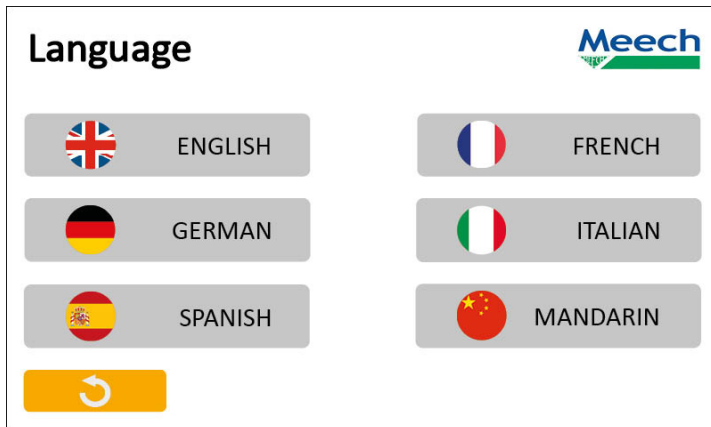 Language
Meech
ENGLISH
FRENCH
GERMAN
ITALIAN
SPANISH
MANDARIN